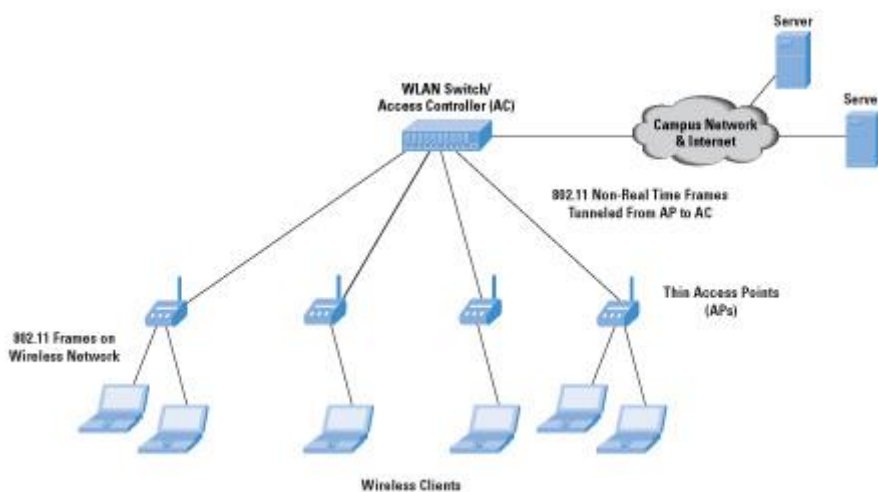 Server
WLAN Switch/
Access Controller (AC)
Server
Campus Network
& Internet
802.11 Non-Real Time Frames
Tunneled From AP to AC
Thin Access Points
(APs)
802.11 Frames on
Wireless Network
Wireless Clients